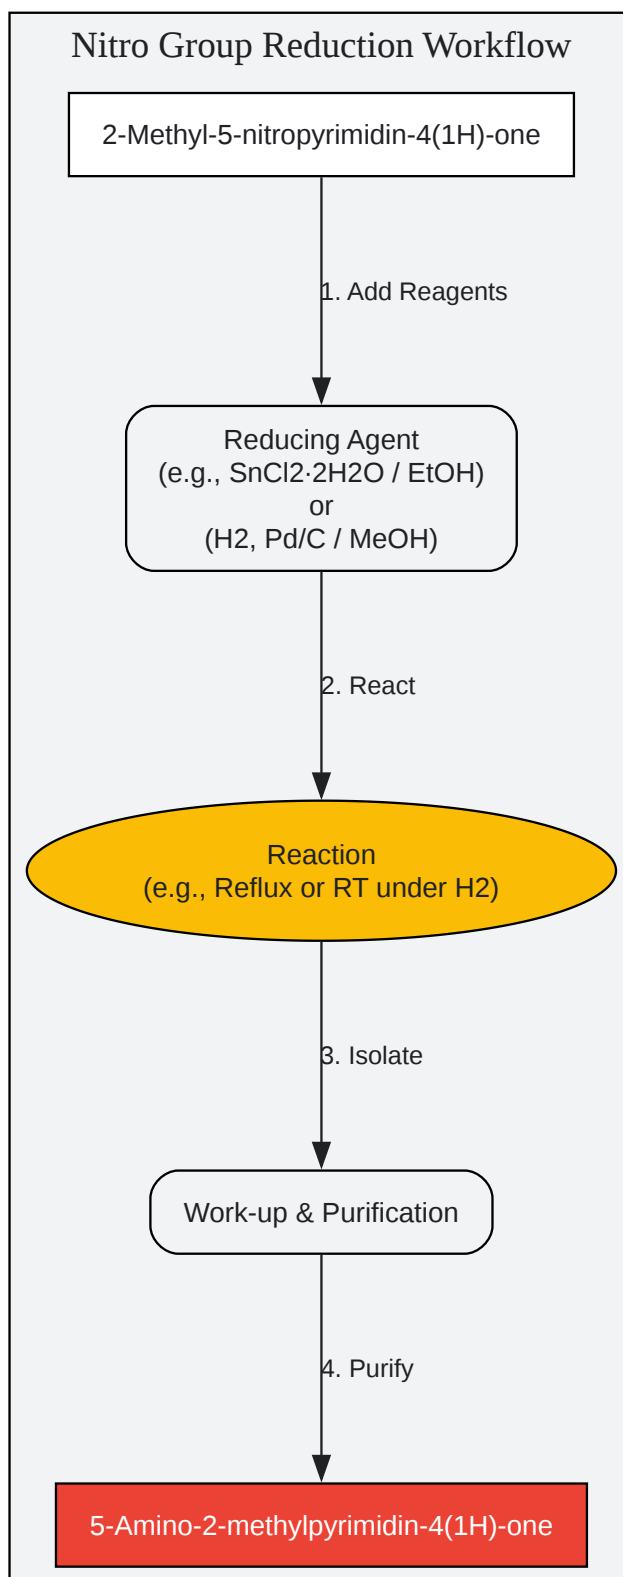 Nitro Group Reduction Workflow
2-Methyl-5-nitropyrimidin-4(1H)-one
1. Add Reagents
Reducing Agent
(e.g., SnCl2·2H2O / EtOH)
or
(H2, Pd/C / MeOH)
2. React
Reaction
(e.g., Reflux or RT under H2)
3. Isolate
Work-up & Purification
4. Purify
5-Amino-2-methylpyrimidin-4(1H)-one